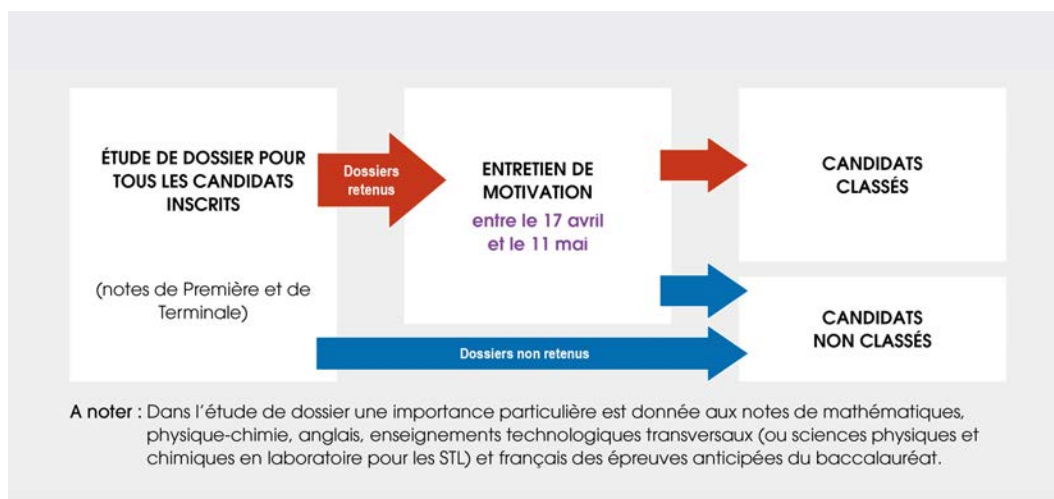 ÉTUDE DE DOSSIER POUR
TOUS LES CANDIDATS
INSCRITS
(notes de Première et de
Terminale)
Dossiers
retenus
ENTRETIEN DE
MOTIVATION
entre le 17 avril
et le 11 mai
CANDIDATS
CLASSÉS
CANDIDATS
NON CLASSÉS
Dossiers non retenus
A noter : Dans l'étude de dossier une importance particulière est donnée aux notes de mathématiques,
physique-chimie, anglais, enseignements technologiques transversaux (ou sciences physiques et
chimiques en laboratoire pour les STL) et français des épreuves anticipées du baccalauréat.